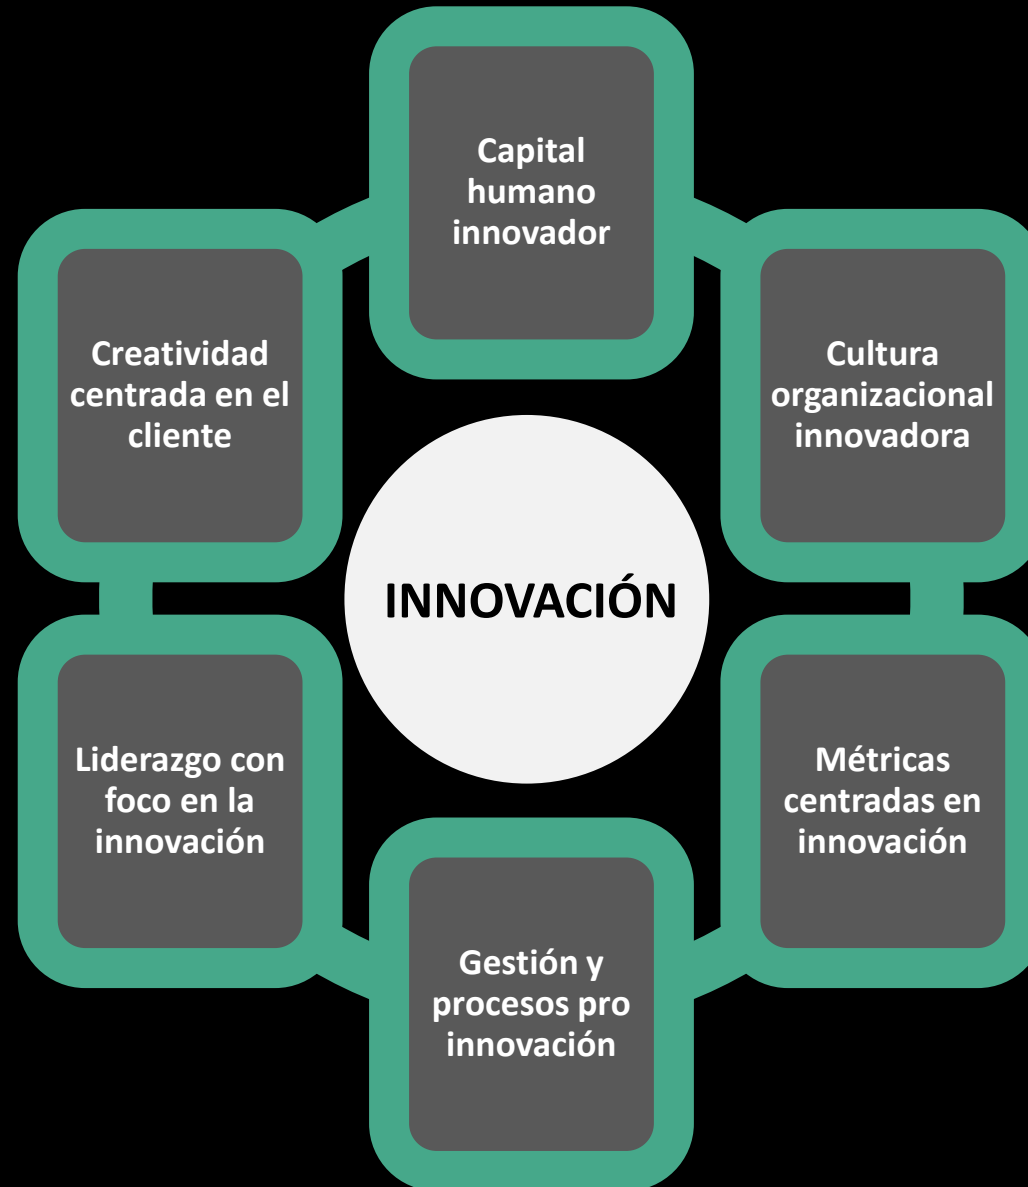 Capital
humano
innovador
Creatividad
centrada en el
cliente
Cultura
organizacional
innovadora
INNOVACIÓN
Liderazgo con
foco en la
innovación
Métricas
centradas en
innovación
Gestión y
procesos pro
innovación